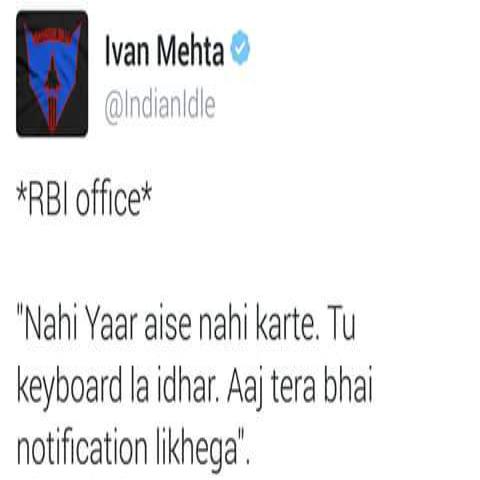 Ivan Mehta
@IndianIdle
*RBI office*
"Nahi Yaar aise nahi karte. Tu
keyboard la idhar. Aaj tera bhai
notification likhega".